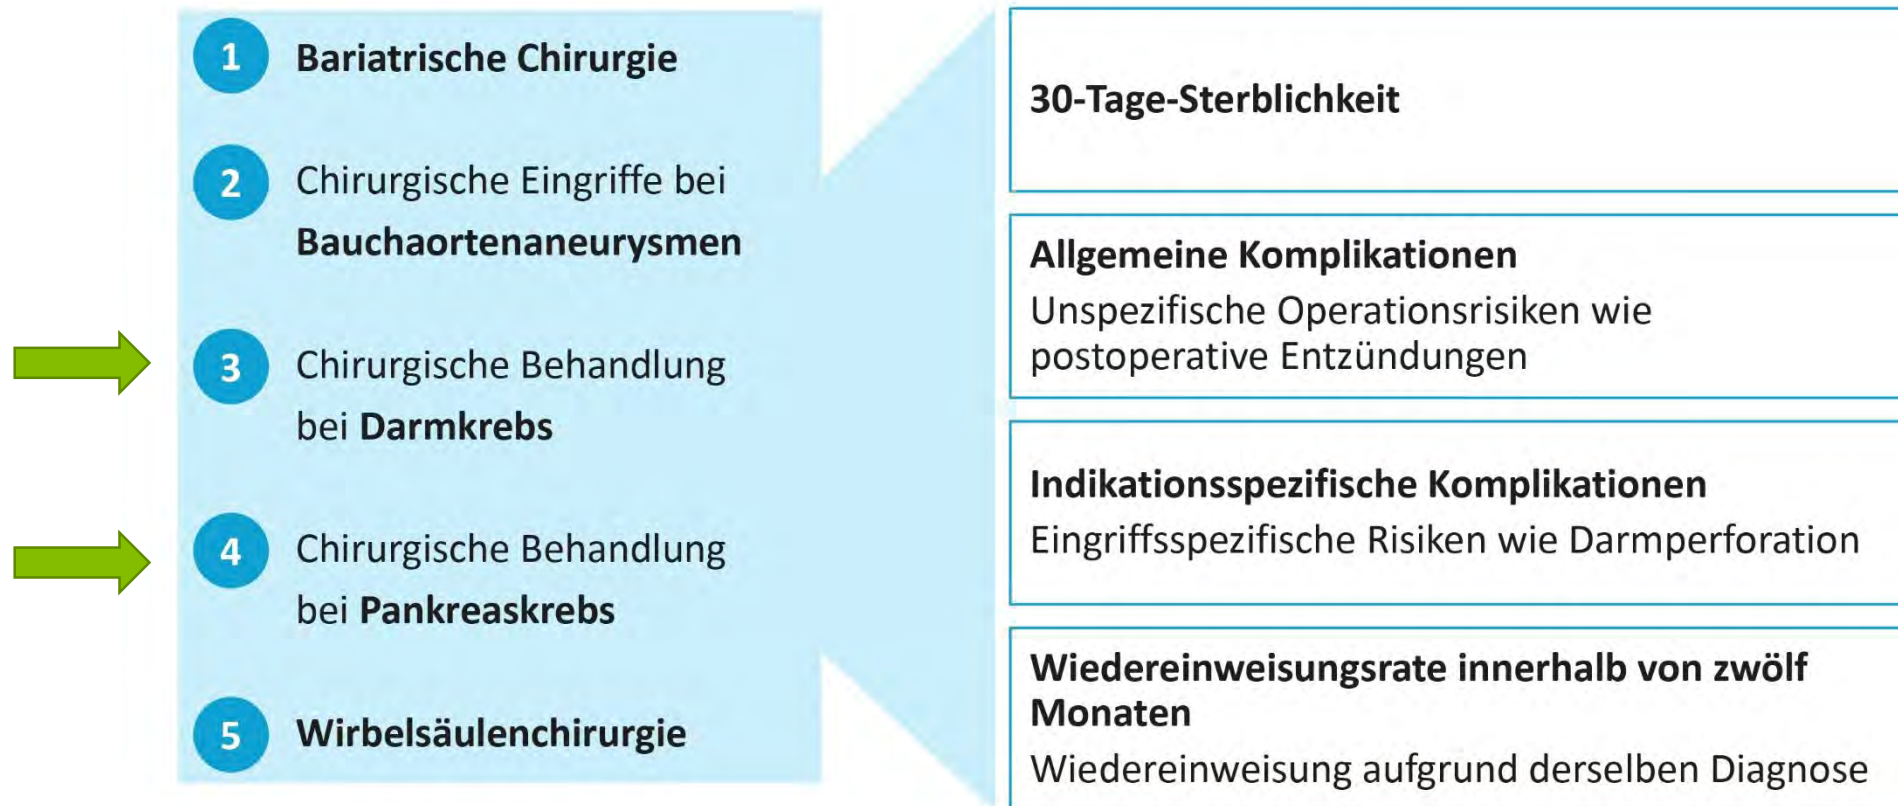 1 Bariatrische Chirurgie
2 Chirurgische Eingriffe bei
Bauchaortenaneurysmen
3 Chirurgische Behandlung
bei Darmkrebs
4 Chirurgische Behandlung
bei Pankreaskrebs
5 Wirbelsäulenchirurgie
30-Tage-Sterblichkeit
Allgemeine Komplikationen
Unspezifische Operationsrisiken wie
postoperative Entzündungen
Indikationsspezifische Komplikationen
Eingriffsspezifische Risiken wie Darmperforation
Wiedereinweisungsrate innerhalb von zwölf
Monaten
Wiedereinweisung aufgrund derselben Diagnose